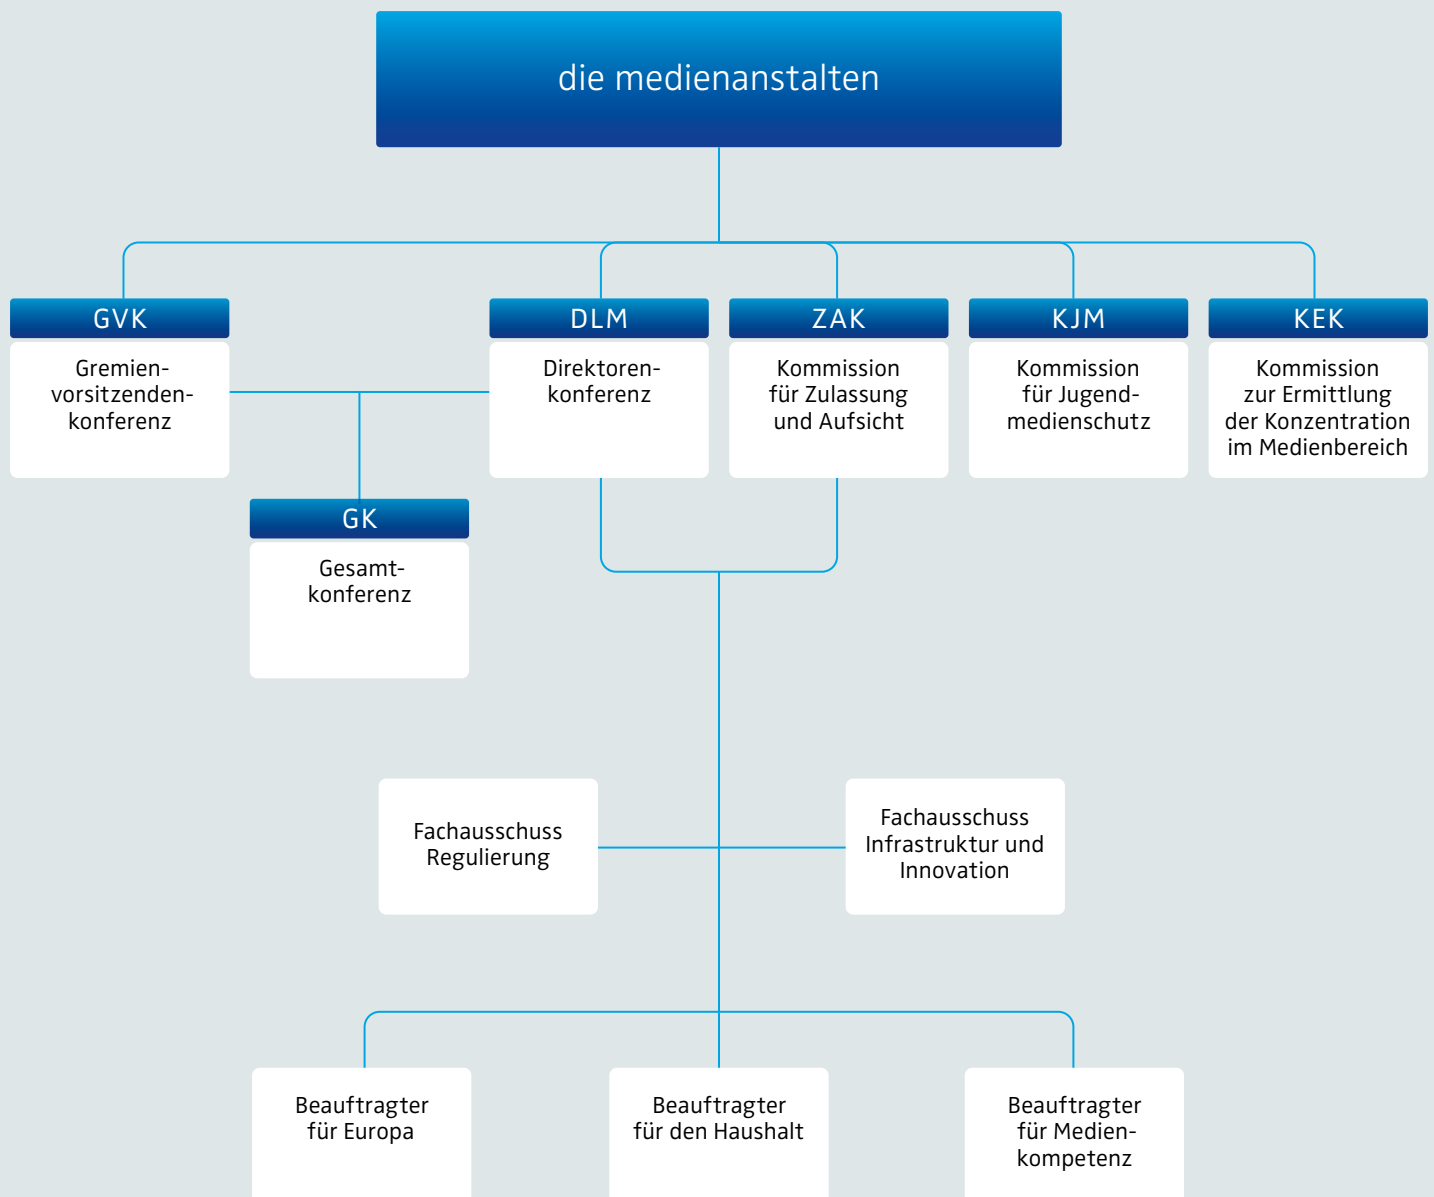 die medienanstalten
GVK
Gremien-
vorsitzenden-
konferenz
DLM
Direktoren-
konferenz
ZAK
Kommission
für Zulassung
und Aufsicht
KJM
Kommission
für Jugend-
medienschutz
KEK
Kommission
zur Ermittlung
der Konzentration
im Medienbereich
GK
Gesamt-
konferenz
Fachausschuss
Regulierung
Fachausschuss
Infrastruktur und
Innovation
Beauftragter
für Europa
Beauftragter
für den Haushalt
Beauftragter
für Medien-
kompetenz